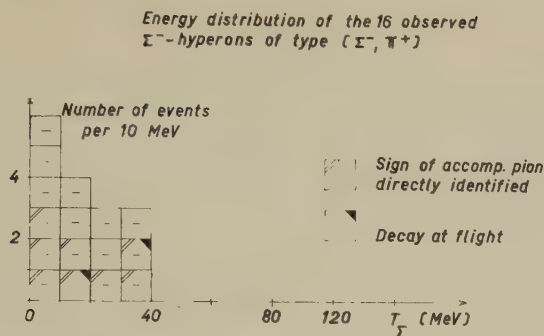 Energy distribution of the 16 observed
Σ⁻-hyperons of type (Σ⁻, π⁺)
Number of events
per 10 MeV
Sign of accomp. pion
directly identified
Decay at flight
4
2
0 40 80 120 T_Σ (MeV)